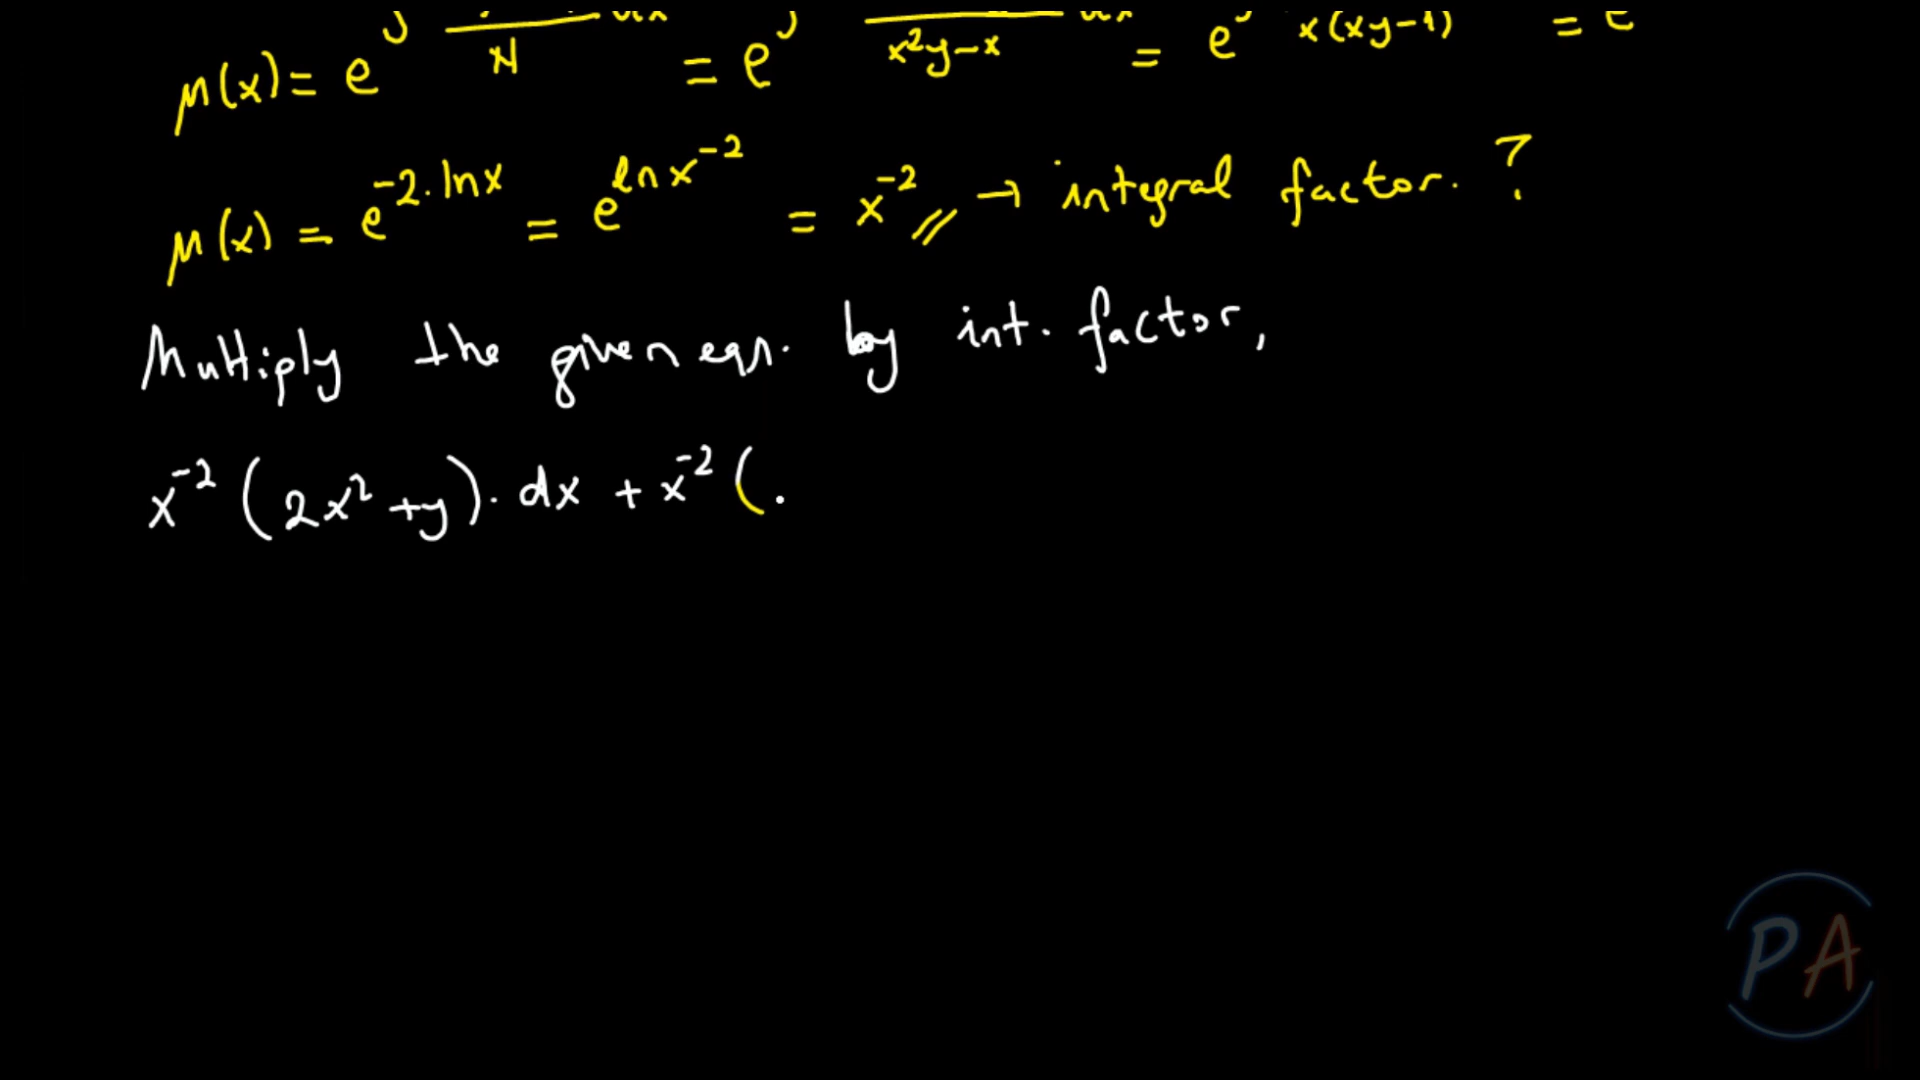 μ(x) = e^∫ —/N dx = e^∫ —/(x²y-x) dx = e^∫ x(xy-1) = e
μ(x) = e^(-2.lnx) = e^(lnx^-2) = x^-2 // → integral factor. ?
Multiply the given eqn. by int. factor,
x^-2 (2x² + y). dx + x^-2 (.
PA